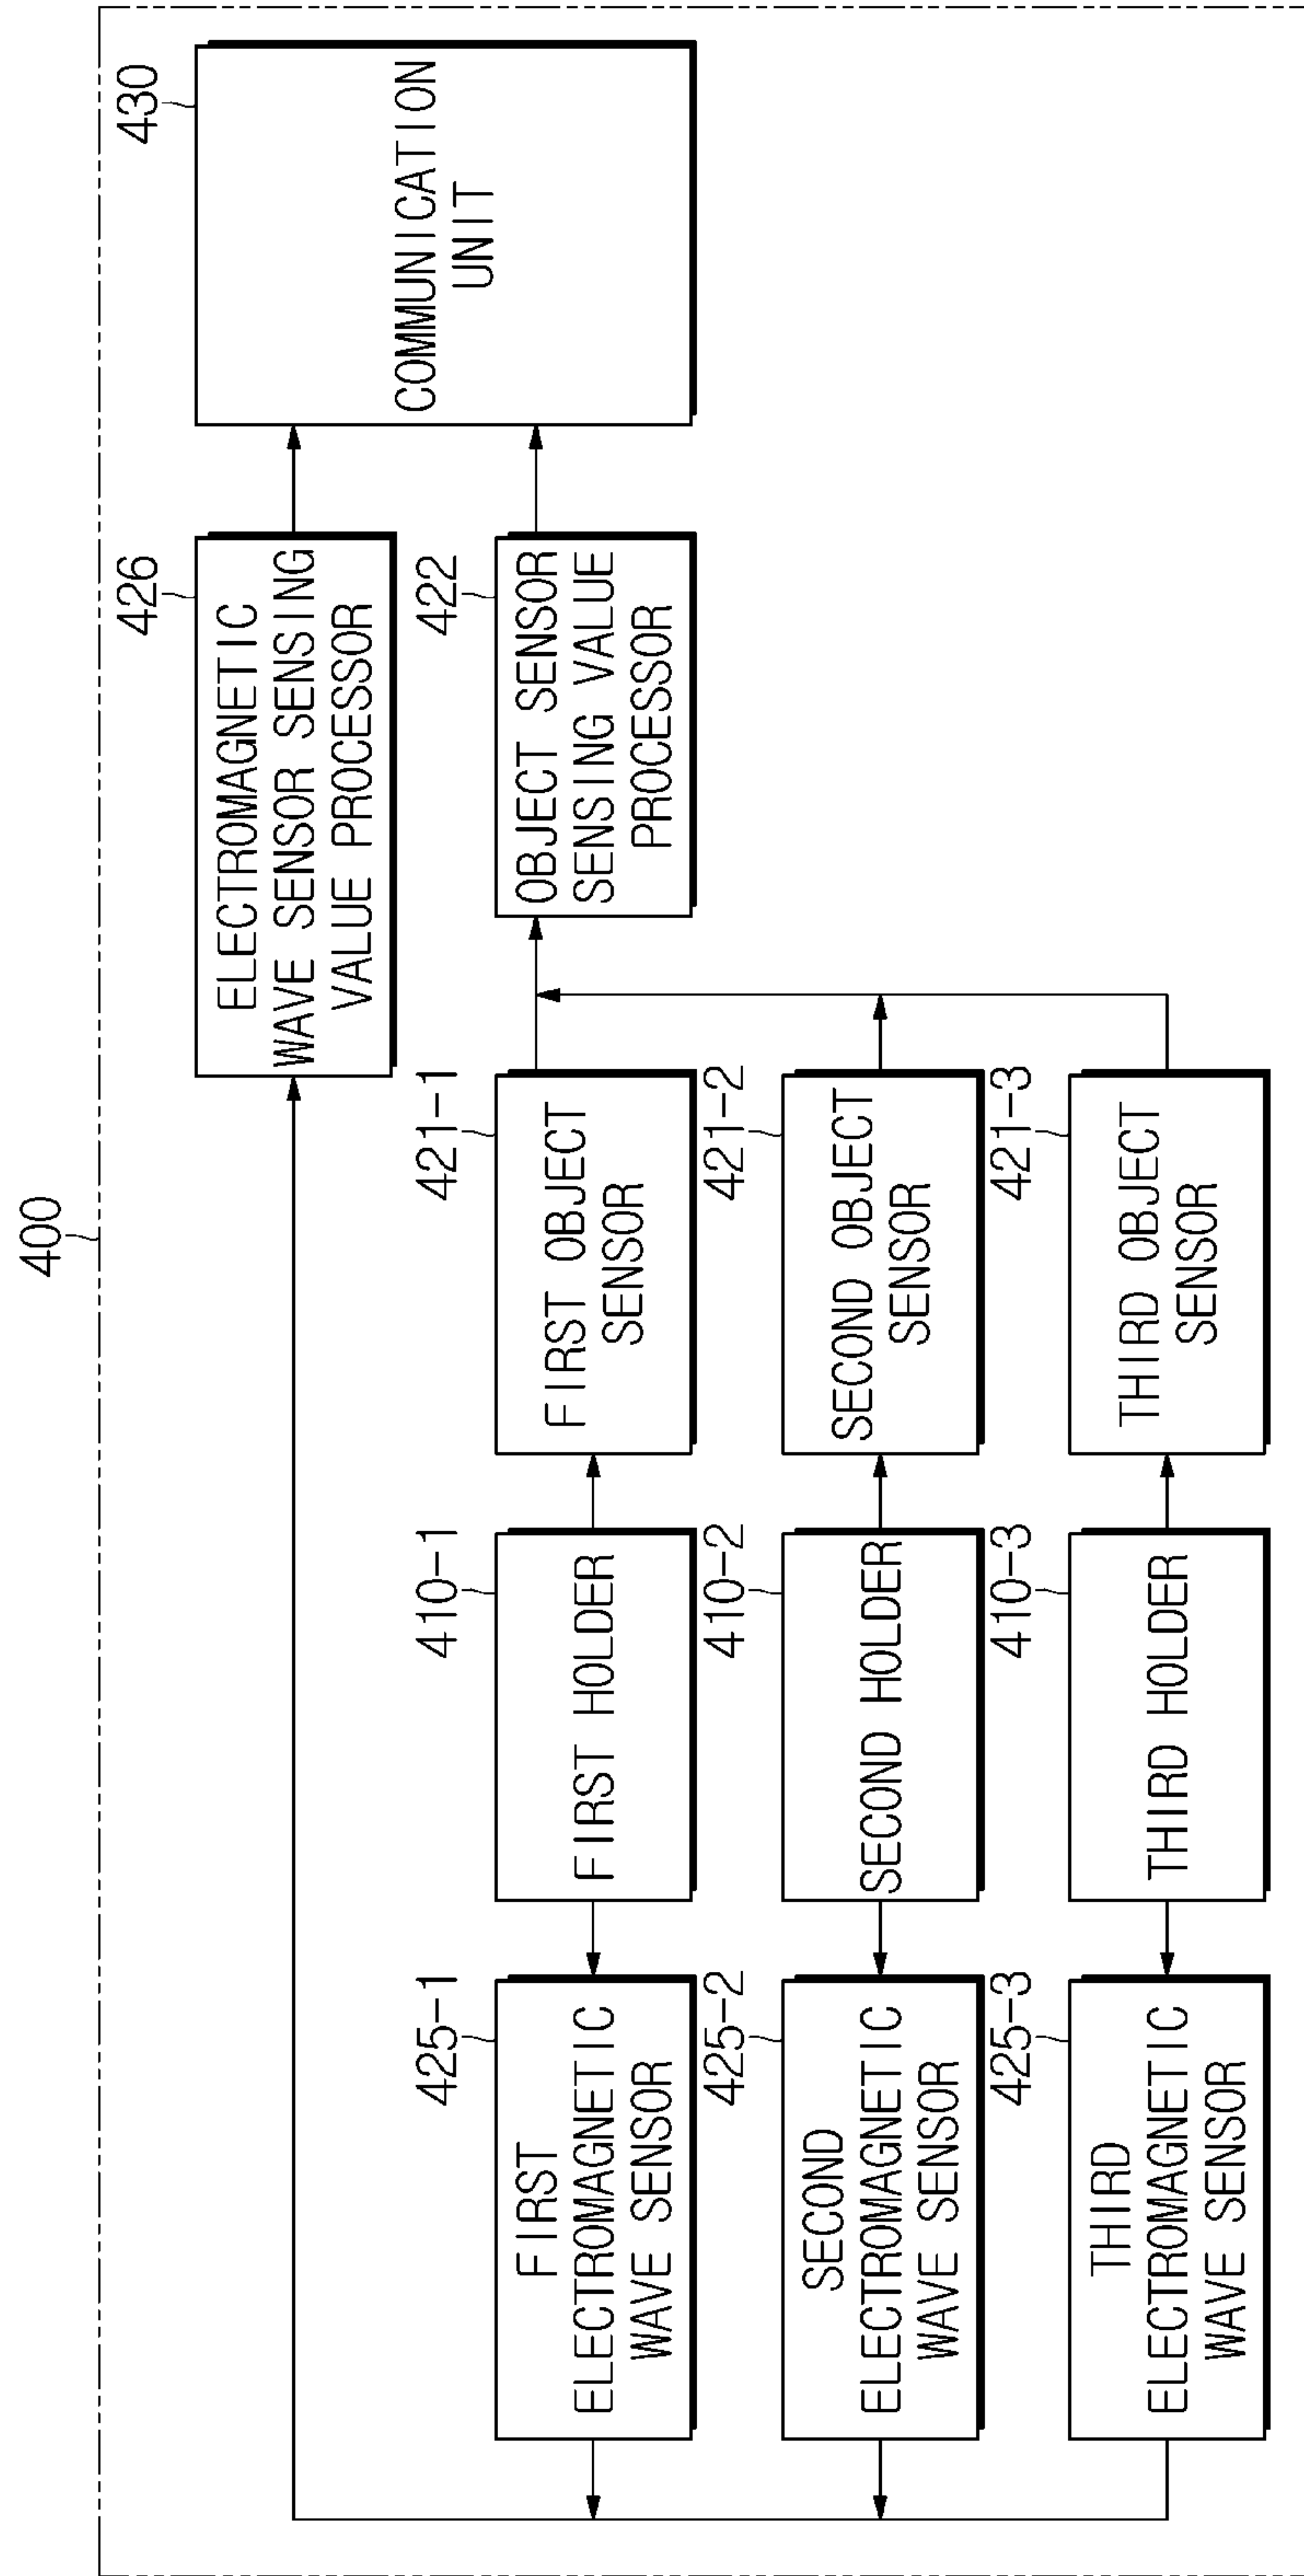 400
430
COMMUNICATION
UNIT
426
ELECTROMAGNETIC
WAVE SENSOR SENSING
VALUE PROCESSOR
422
OBJECT SENSOR
SENSING VALUE
PROCESSOR
421-1
FIRST OBJECT
SENSOR
410-1
FIRST HOLDER
425-1
FIRST
ELECTROMAGNETIC
WAVE SENSOR
421-2
SECOND OBJECT
SENSOR
410-2
SECOND HOLDER
425-2
SECOND
ELECTROMAGNETIC
WAVE SENSOR
421-3
THIRD OBJECT
SENSOR
410-3
THIRD HOLDER
425-3
THIRD
ELECTROMAGNETIC
WAVE SENSOR